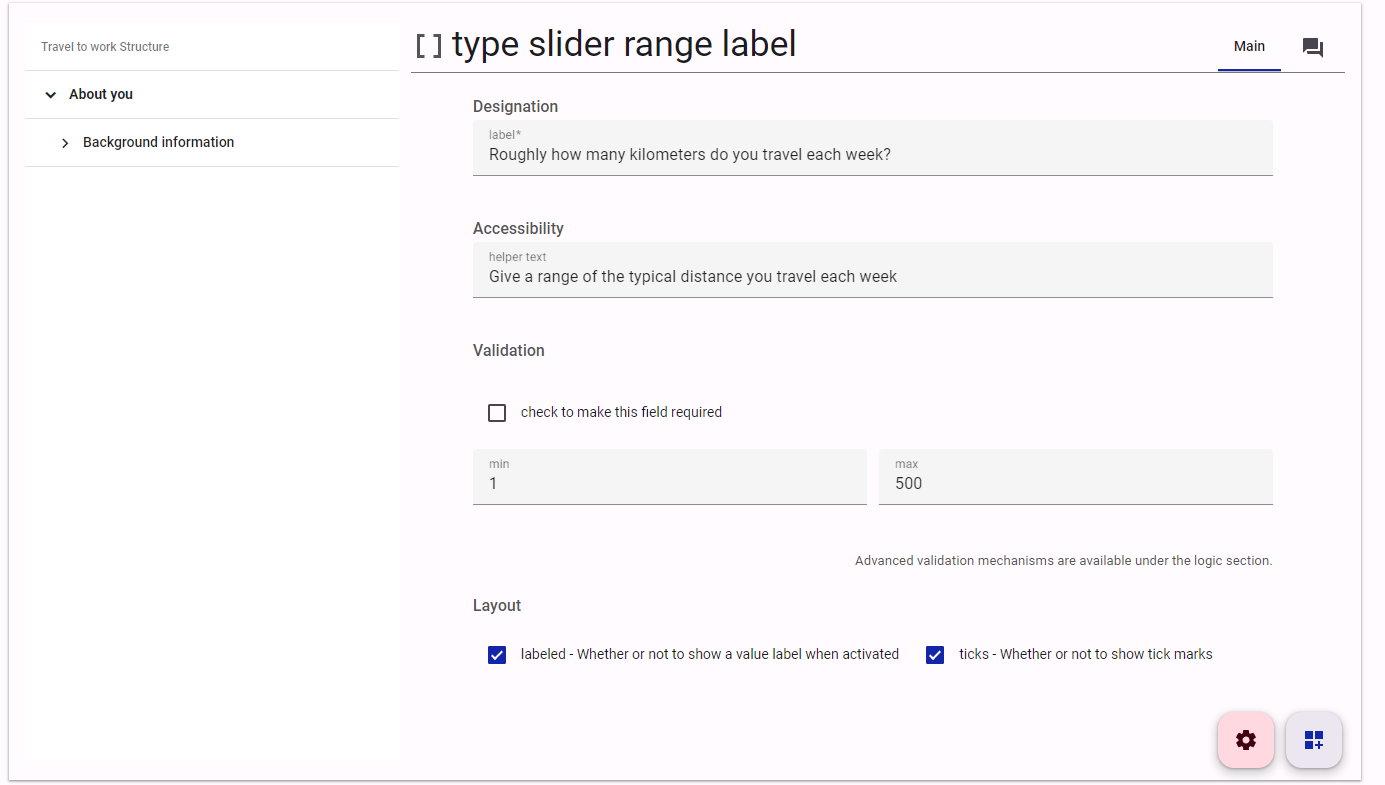 Travel to work Structure
About you
Background information
[ ] type slider range label
Main
Designation
label*
Roughly how many kilometers do you travel each week?
Accessibility
helper text
Give a range of the typical distance you travel each week
Validation
check to make this field required
min
1
max
500
Advanced validation mechanisms are available under the logic section.
Layout
labeled - Whether or not to show a value label when activated
ticks - Whether or not to show tick marks